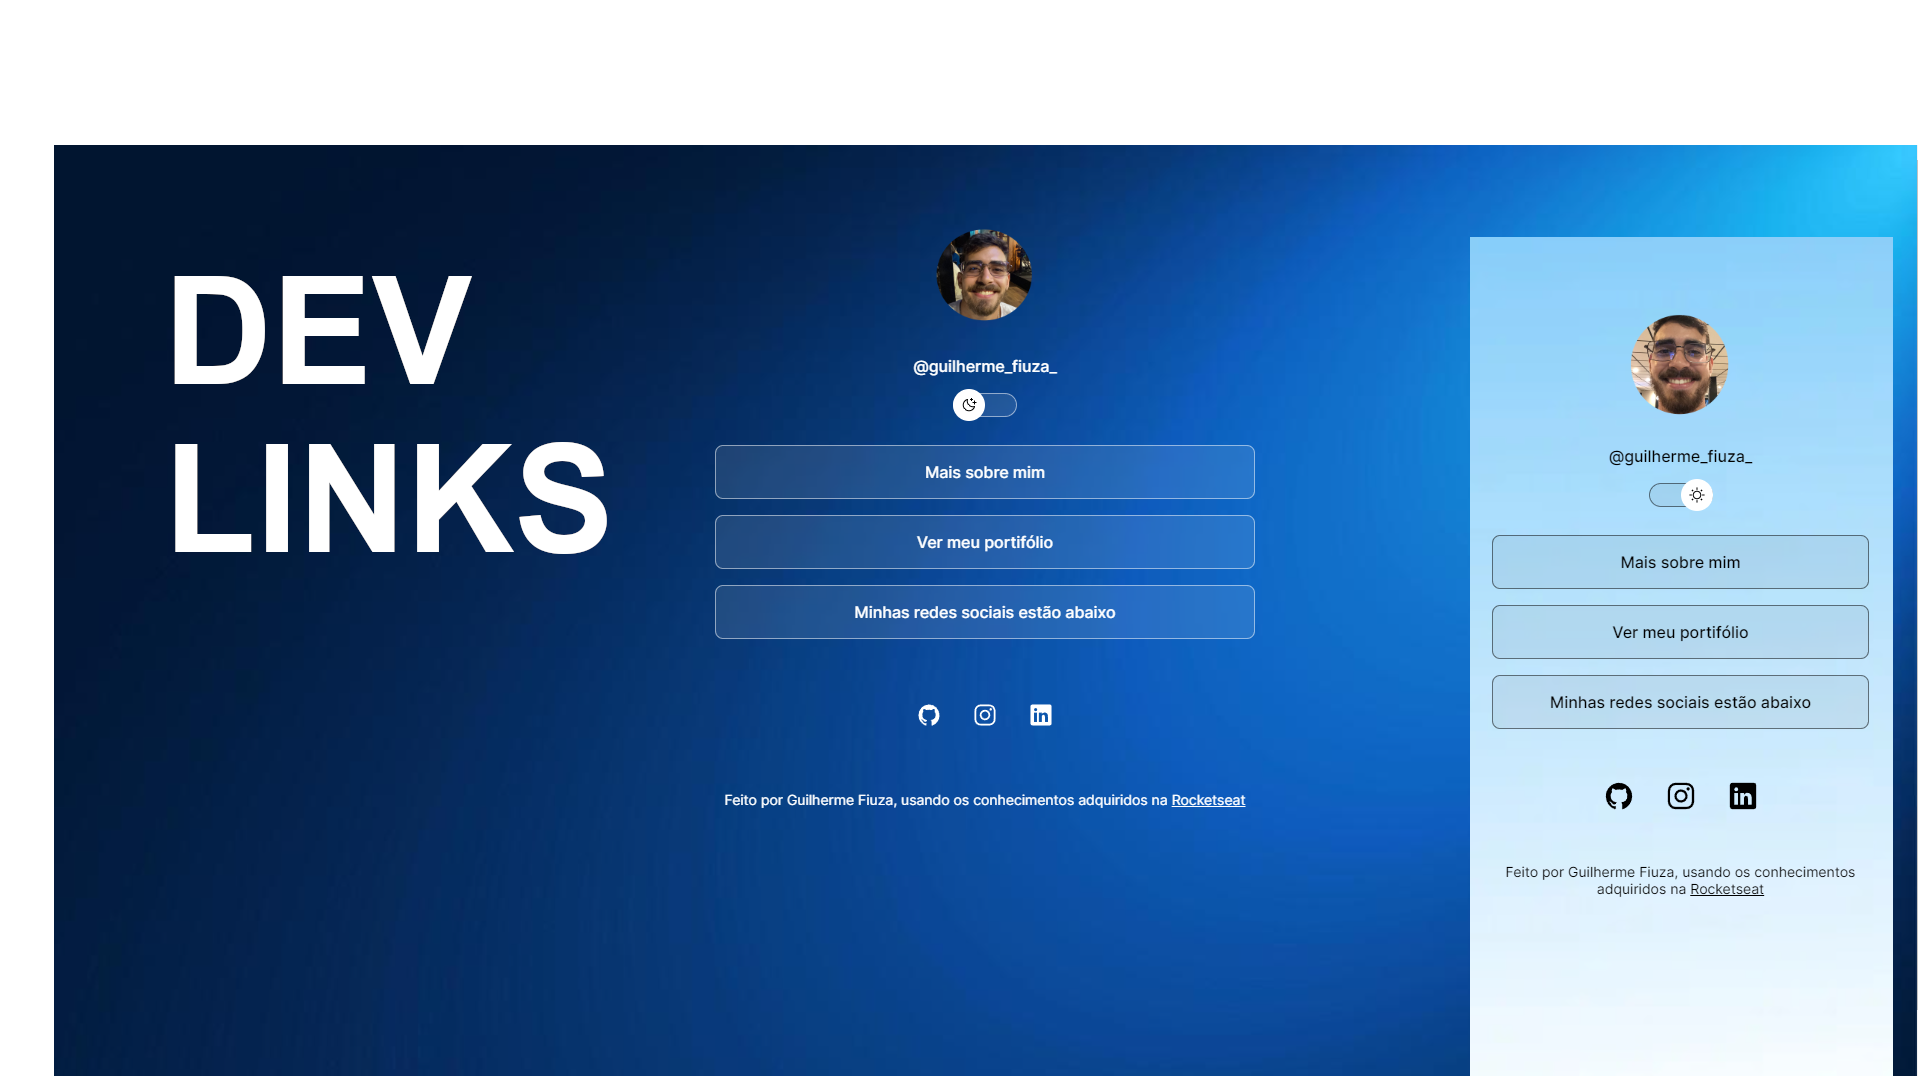 DEV
LINKS
@guilherme_fiuza_
Mais sobre mim
Ver meu portifólio
Minhas redes sociais estão abaixo
Feito por Guilherme Fiuza, usando os conhecimentos adquiridos na Rocketseat
@guilherme_fiuza_
Mais sobre mim
Ver meu portifólio
Minhas redes sociais estão abaixo
Feito por Guilherme Fiuza, usando os conhecimentos
adquiridos na Rocketseat